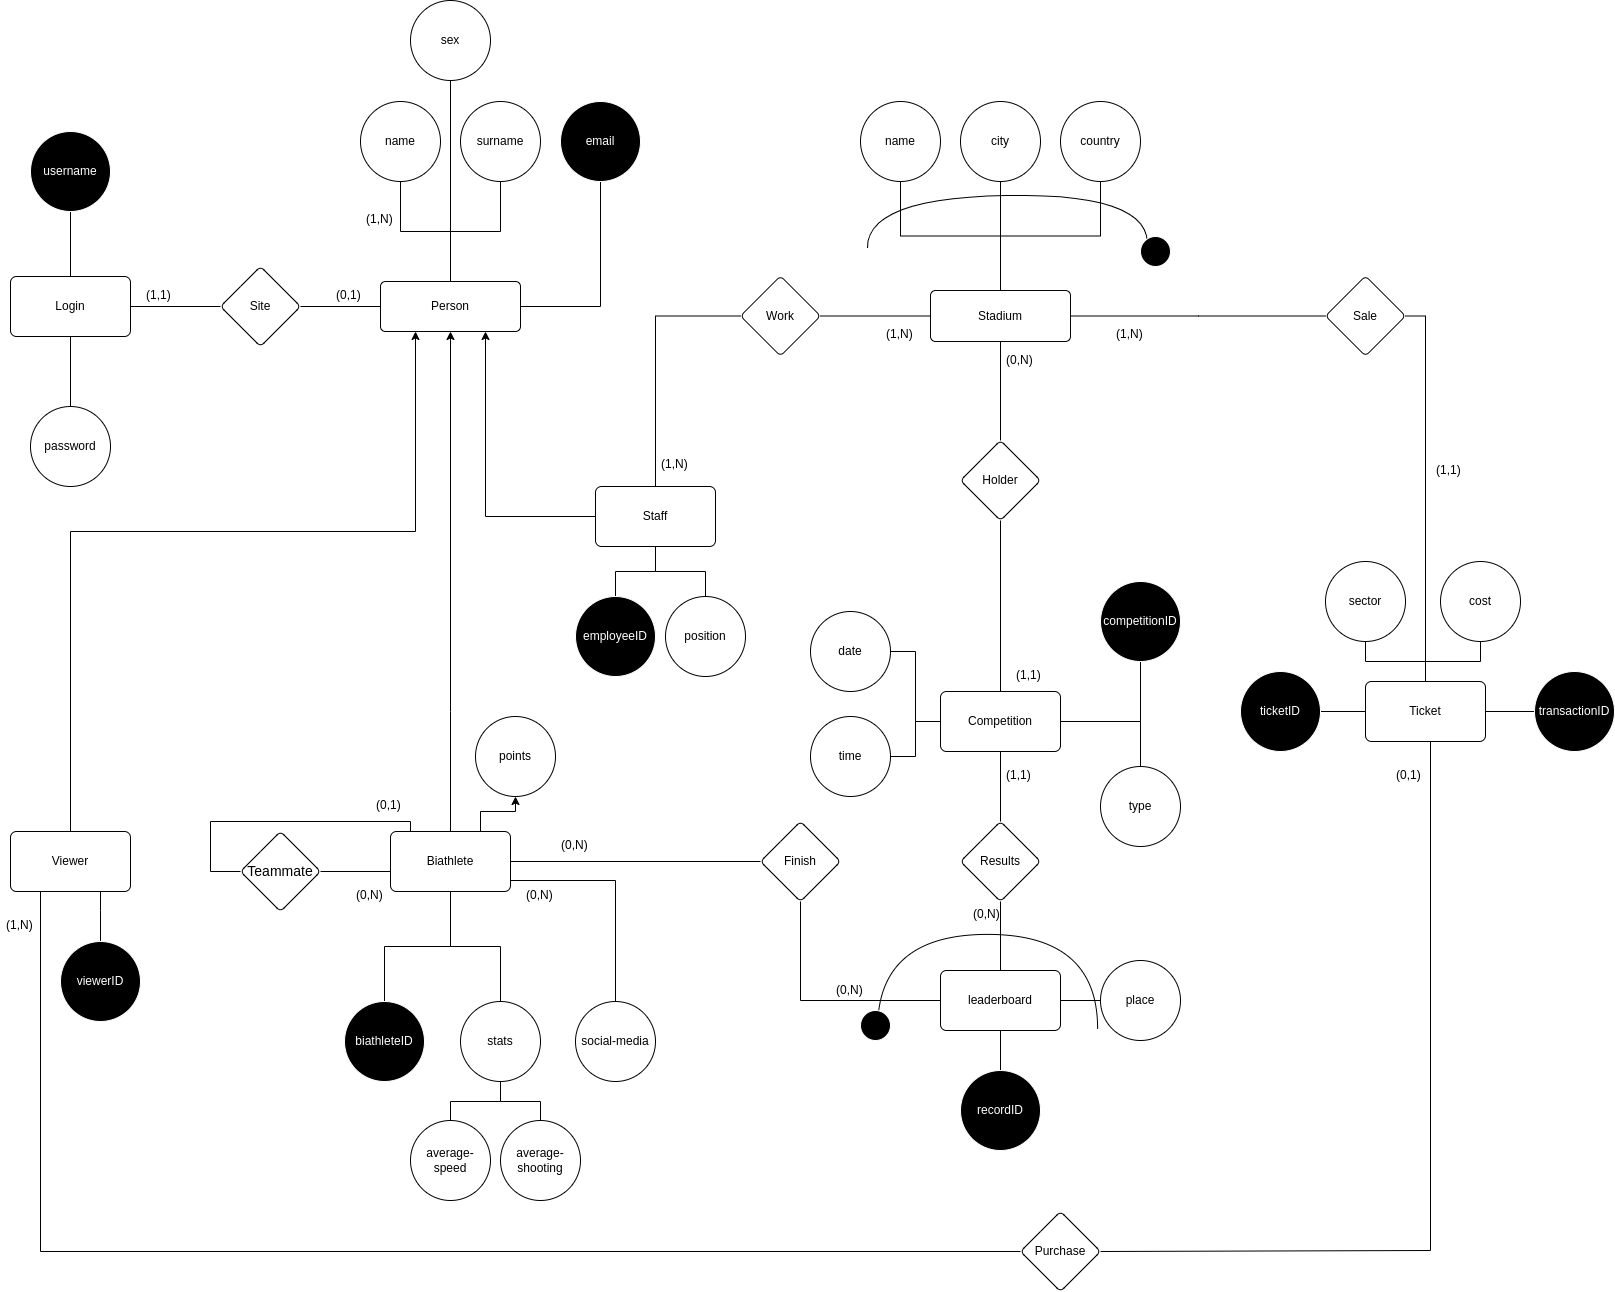 sex
name
surname
email
name
city
country
username
(1,N)
Login
(1,1)
Site
(0,1)
Person
Work
(1,N)
Stadium
(1,N)
Sale
(0,N)
password
(1,N)
Holder
(1,1)
Staff
employeeID
position
sector
cost
competitionID
date
(1,1)
Competition
time
type
ticketID
Ticket
transactionID
(0,1)
points
(1,1)
(0,1)
Viewer
Teammate
Biathlete
(0,N)
Finish
Results
(0,N)
(0,N)
(0,N)
(1,N)
viewerID
(0,N)
leaderboard
place
biathleteID
stats
social-media
recordID
average-
speed
average-
shooting
Purchase